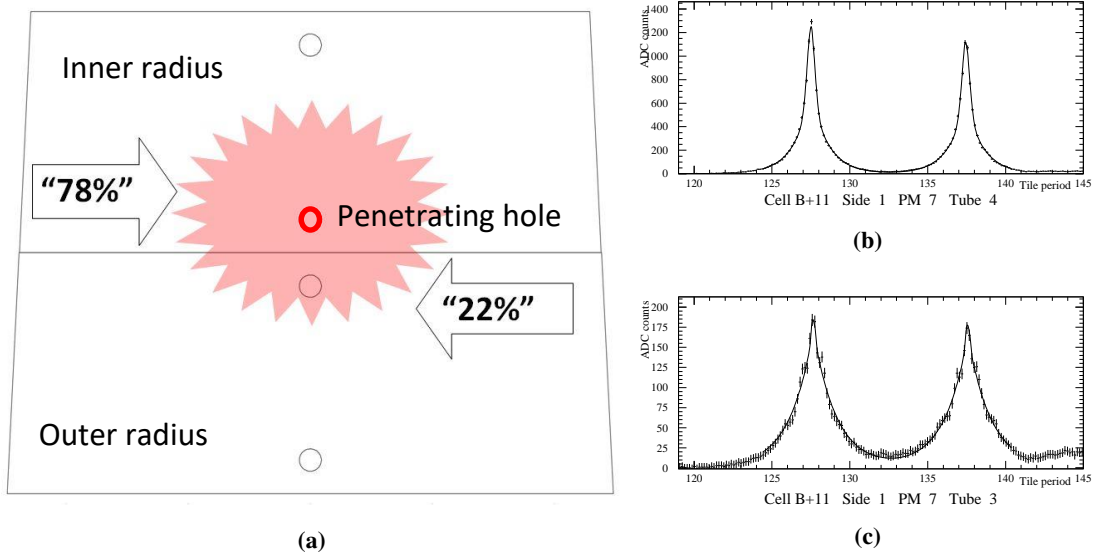 Inner radius
“78%”
Penetrating hole
“22%”
Outer radius
(a)
ADC counts
1400
1200
1000
800
600
400
200
0
120 125 130 135 140 145
Tile period
Cell B+11 Side 1 PM 7 Tube 4
(b)
ADC counts
200
175
150
125
100
75
50
25
0
120 125 130 135 140 145
Tile period
Cell B+11 Side 1 PM 7 Tube 3
(c)